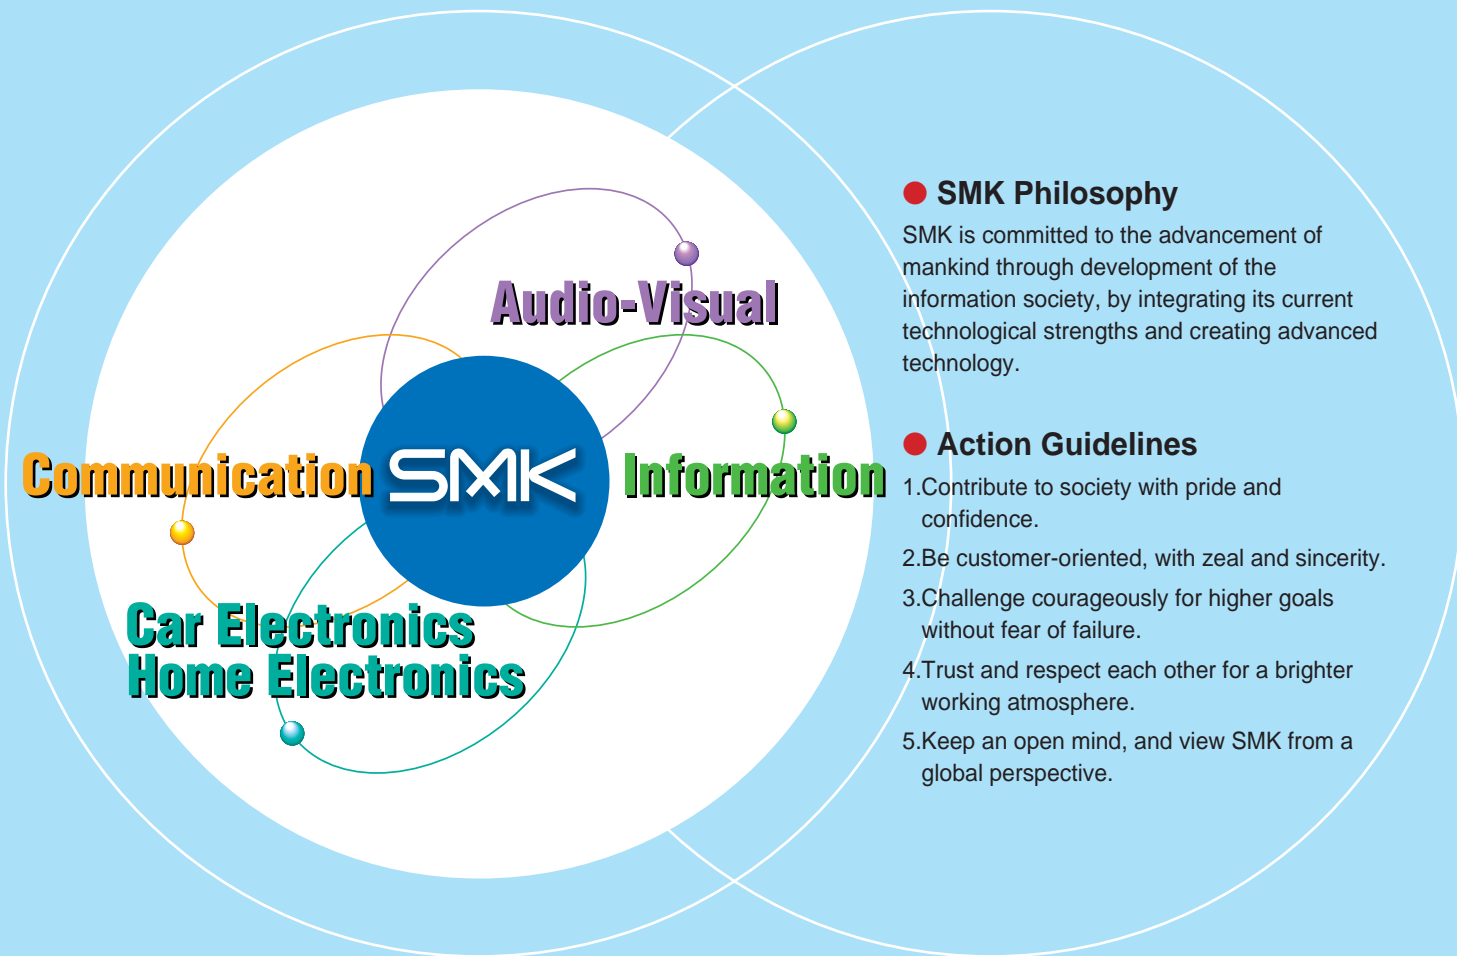 Audio-Visual
Communication
SMK
Information
Car Electronics
Home Electronics
SMK Philosophy
SMK is committed to the advancement of
mankind through development of the
information society, by integrating its current
technological strengths and creating advanced
technology.
Action Guidelines
1.Contribute to society with pride and
confidence.
2.Be customer-oriented, with zeal and sincerity.
3.Challenge courageously for higher goals
without fear of failure.
4.Trust and respect each other for a brighter
working atmosphere.
5.Keep an open mind, and view SMK from a
global perspective.